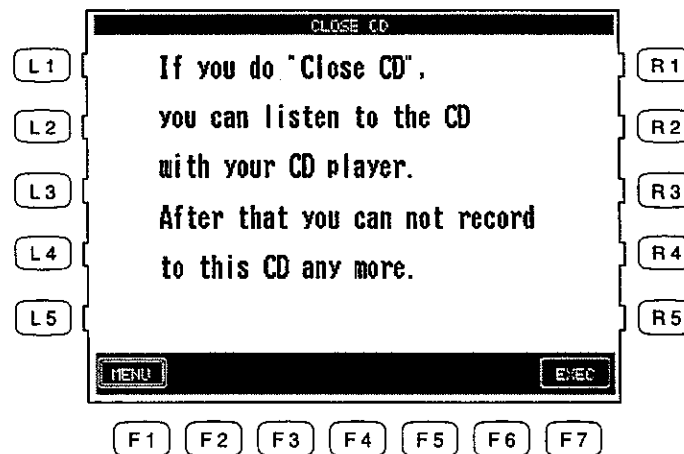 CLOSE CD
L1 If you do "Close CD", R1
L2 you can listen to the CD R2
with your CD player.
L3 After that you can not record R3
L4 to this CD any more. R4
L5 R5
MENU EXEC
F1 F2 F3 F4 F5 F6 F7